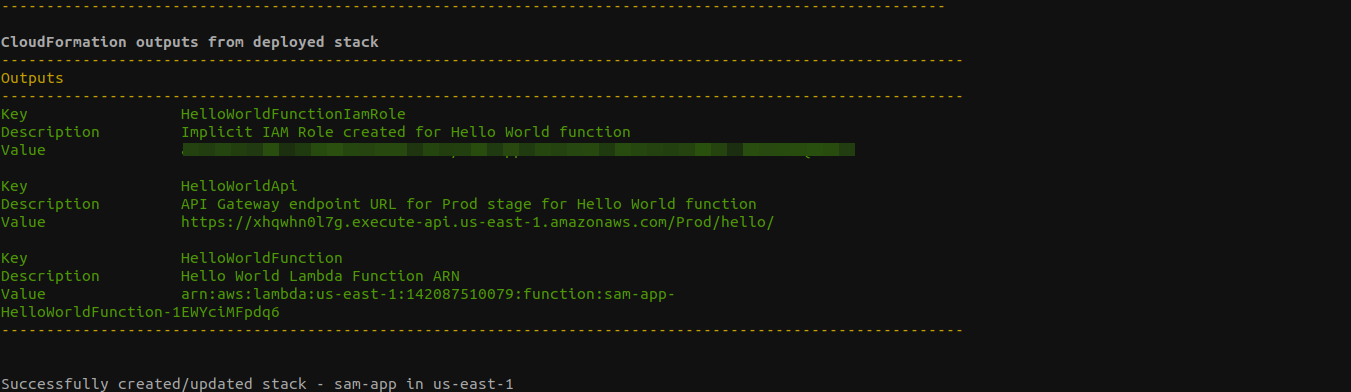 --------------------------------------------------------------------------------------------------------
CloudFormation outputs from deployed stack
-----------------------------------------------------------------------------------------------------------
Outputs
-----------------------------------------------------------------------------------------------------------
Key HelloWorldFunctionIamRole
Description Implicit IAM Role created for Hello World function
Value
Key HelloWorldApi
Description API Gateway endpoint URL for Prod stage for Hello World function
Value https://xhqwhn0l7g.execute-api.us-east-1.amazonaws.com/Prod/hello/
Key HelloWorldFunction
Description Hello World Lambda Function ARN
Value arn:aws:lambda:us-east-1:142087510079:function:sam-app-
HelloWorldFunction-1EWYciMFpdq6
-----------------------------------------------------------------------------------------------------------
Successfully created/updated stack - sam-app in us-east-1